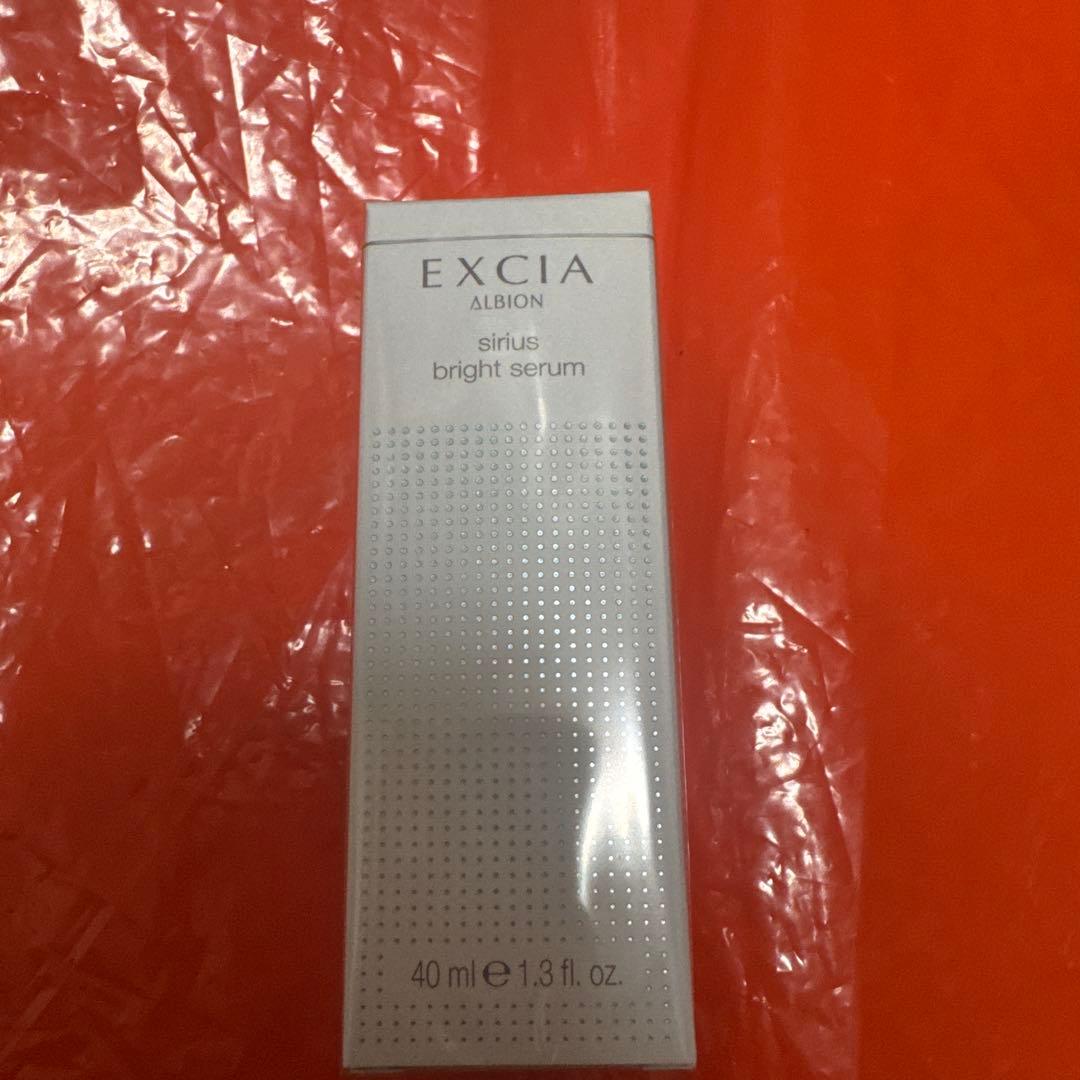 EXCIA
ALBION
sirius
bright serum
40 ml ℮ 1.3 fl. oz.